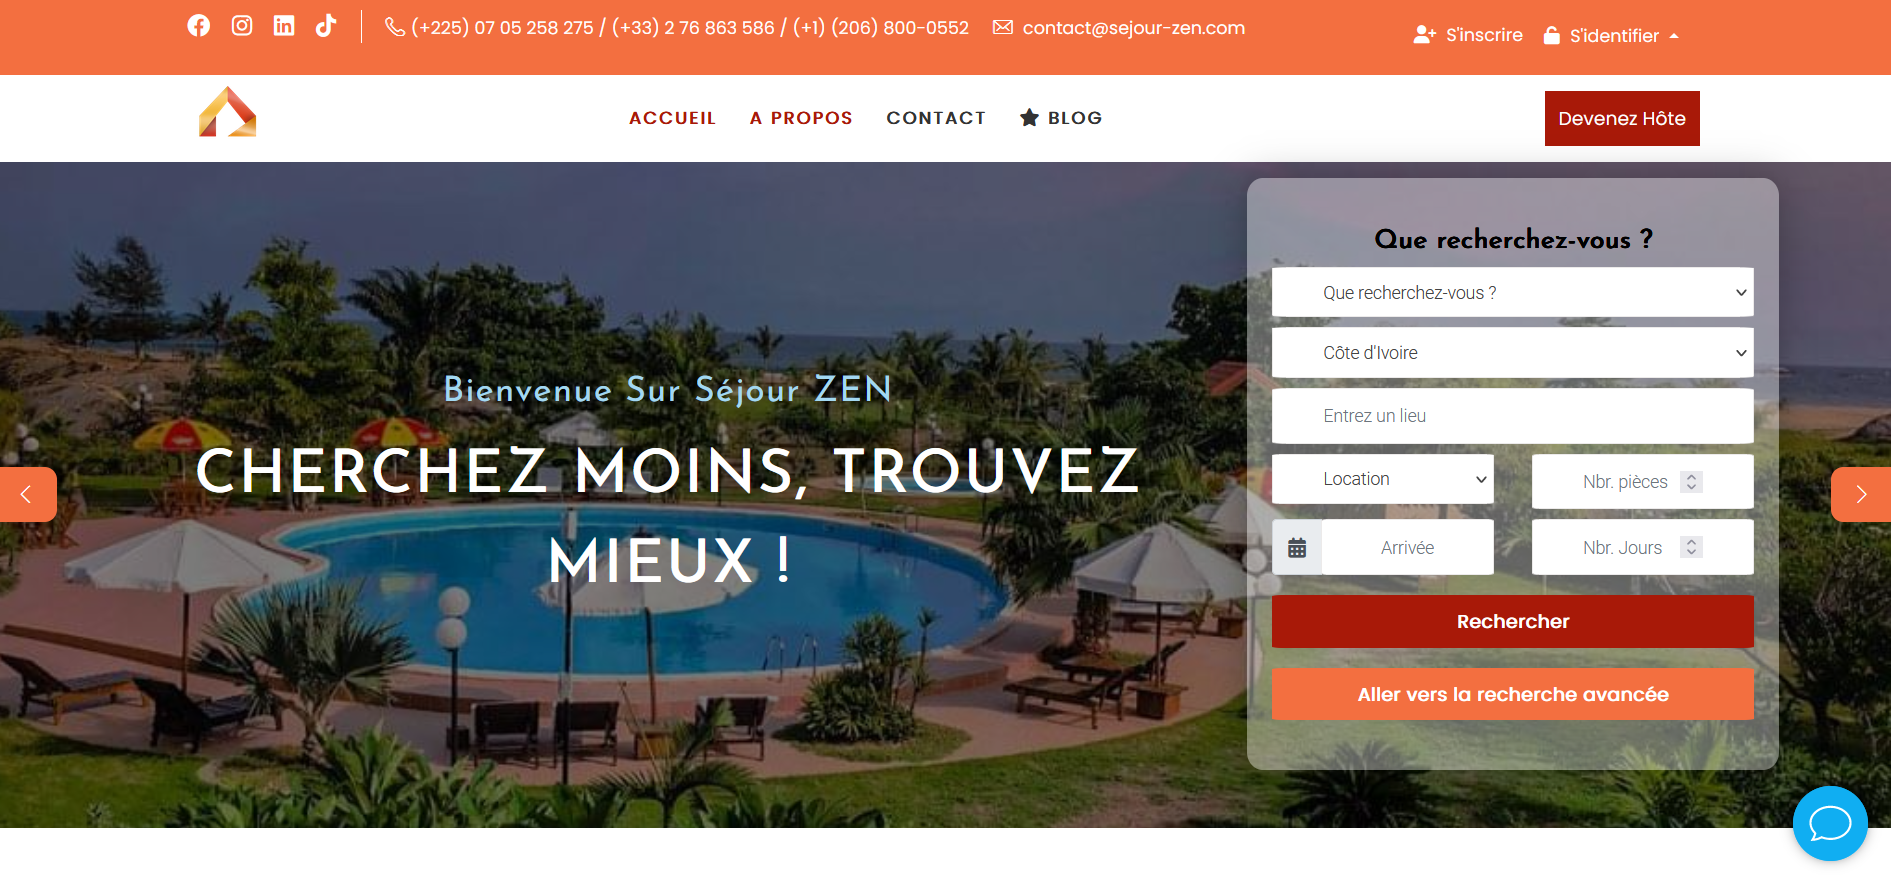 (+225) 07 05 258 275 / (+33) 2 76 863 586 / (+1) (206) 800-0552
contact@sejour-zen.com
S'inscrire
S'identifier
ACCUEIL
A PROPOS
CONTACT
BLOG
Devenez Hôte
Bienvenue Sur Séjour ZEN
CHERCHEZ MOINS, TROUVEZ
MIEUX !
Que recherchez-vous ?
Que recherchez-vous ?
Côte d'Ivoire
Entrez un lieu
Location
Nbr. pièces
Arrivée
Nbr. Jours
Rechercher
Aller vers la recherche avancée